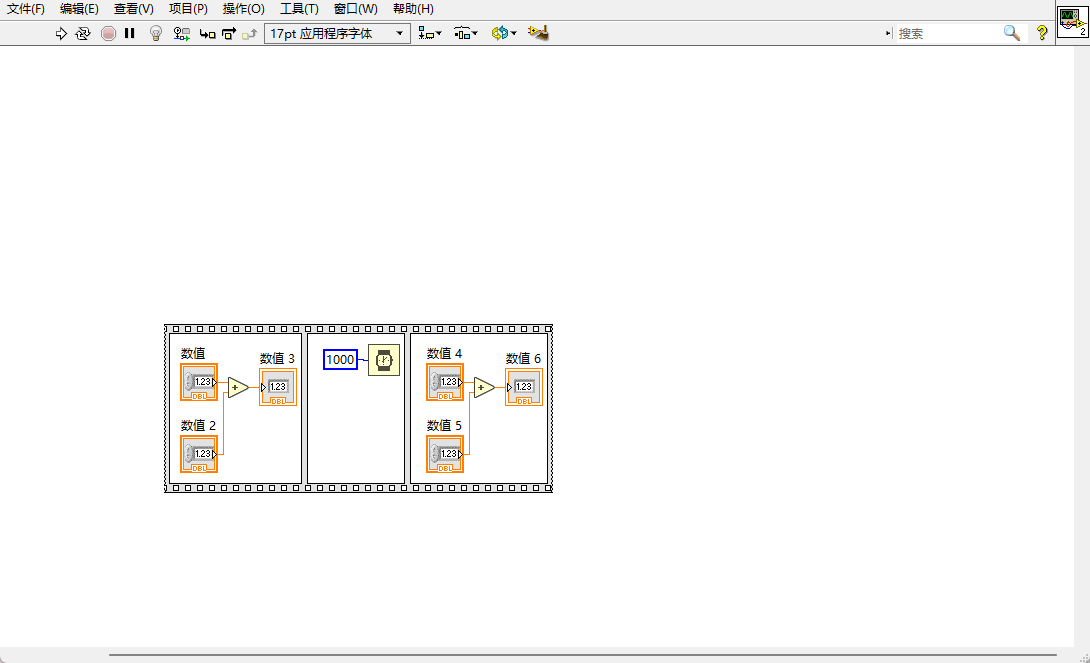 文件(F) 编辑(E) 查看(V) 项目(P) 操作(O) 工具(T) 窗口(W) 帮助(H)
17pt 应用程序字体 搜索 ?
2
数值 数值 3 1000 数值 4 数值 6
1.23 DBL + 1.23 DBL 1.23 DBL + 1.23 DBL
数值 2 数值 5
1.23 DBL 1.23 DBL